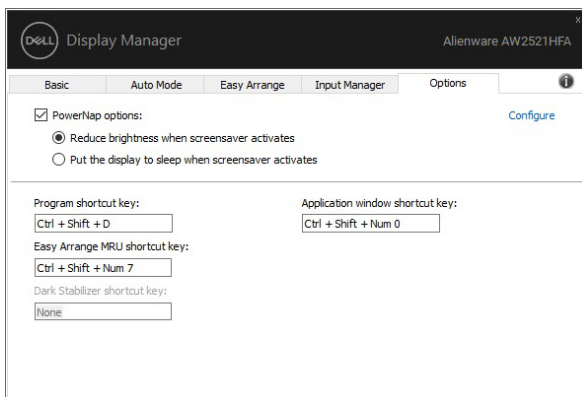 DELL Display Manager
Alienware AW2521HFA
x
Basic Auto Mode Easy Arrange Input Manager Options i
PowerNap options: Configure
Reduce brightness when screensaver activates
Put the display to sleep when screensaver activates
Program shortcut key: Application window shortcut key:
Ctrl + Shift + D Ctrl + Shift + Num 0
Easy Arrange MRU shortcut key:
Ctrl + Shift + Num 7
Dark Stabilizer shortcut key:
None